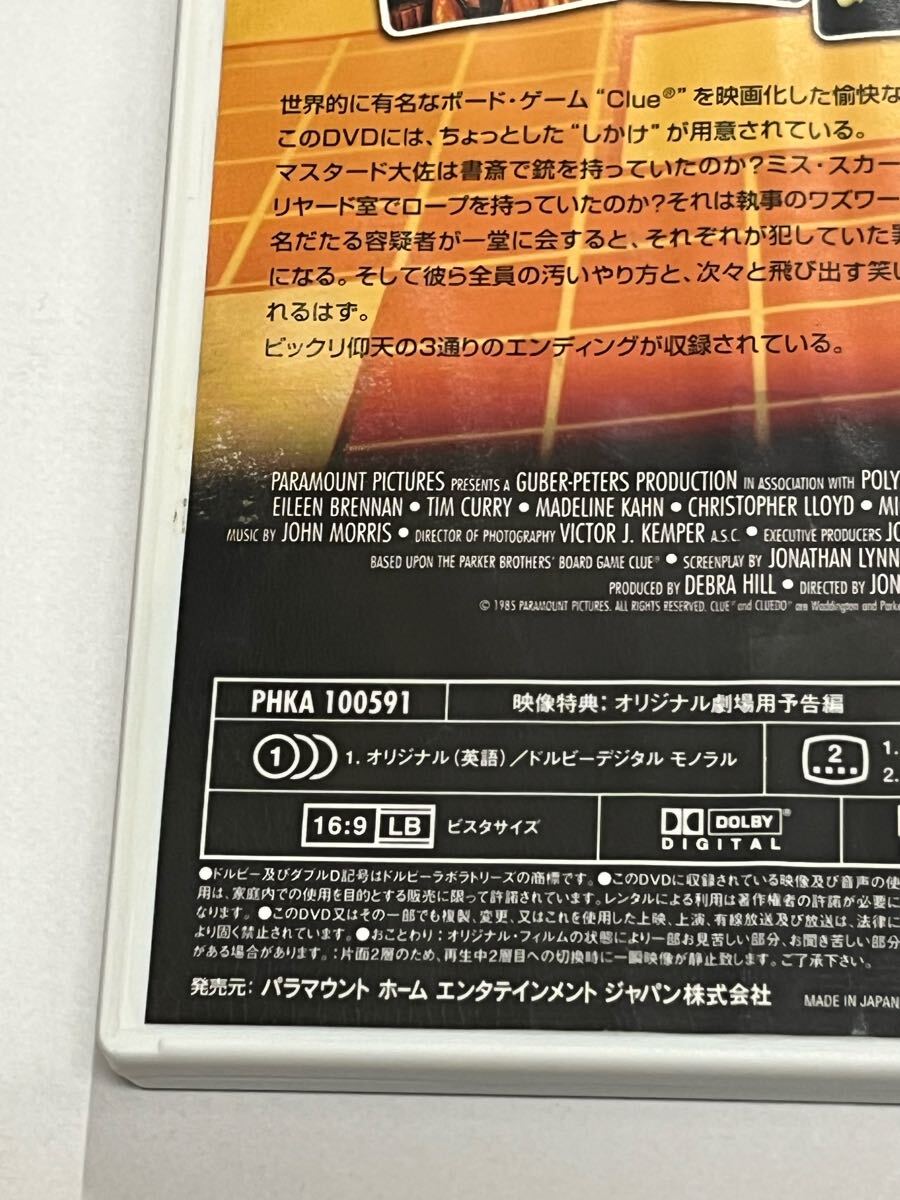 世界的に有名なボード・ゲーム“Clue®”を映画化した愉快な
このDVDには、ちょっとした“しかけ”が用意されている。
マスタード大佐は書斎で銃を持っていたのか?ミス・スカー
リヤード室でロープを持っていたのか?それは執事のワズワー
名だたる容疑者が一堂に会すると、それぞれが犯していた
になる。そして彼ら全員の汚いやり方と、次々と飛び出す笑い
れるはず。
ビックリ仰天の3通りのエンディングが収録されている。
PARAMOUNT PICTURES PRESENTS A GUBER-PETERS PRODUCTION IN ASSOCIATION WITH POLY
EILEEN BRENNAN • TIM CURRY • MADELINE KAHN • CHRISTOPHER LLOYD • MI
MUSIC BY JOHN MORRIS • DIRECTOR OF PHOTOGRAPHY VICTOR J. KEMPER A.S.C. • EXECUTIVE PRODUCERS JO
BASED UPON THE PARKER BROTHERS' BOARD GAME CLUE® • SCREENPLAY BY JONATHAN LYNN
PRODUCED BY DEBRA HILL • DIRECTED BY JON
© 1985 PARAMOUNT PICTURES. ALL RIGHTS RESERVED. CLUE® and CLUEDO® are Waddington and Parke
PHKA 100591 映像特典:オリジナル劇場用予告編
1 1. オリジナル(英語)/ドルビーデジタル モノラル 2 1.
2.
16:9 LB ビスタサイズ DOLBY® DIGITAL
●ドルビー及びダブルD記号はドルビーラボラトリーズの商標です。●このDVDに収録されている映像及び音声の使
用は、家庭内での使用を目的とする販売に限って許諾されています。レンタルによる利用は著作権者の許諾が必要に
なります。●このDVD又はその一部でも複製、変更、又はこれを使用した上映、上演、有線放送及び放送は、法律に
より固く禁止されています。●おことわり:オリジナル・フィルムの状態により一部お見苦しい部分、お聞き苦しい部分
がある場合があります。:片面2層のため、再生中2層目への切換時に一瞬映像が静止致します。ご了承下さい。
発売元:パラマウント ホーム エンタテインメント ジャパン株式会社 MADE IN JAPAN